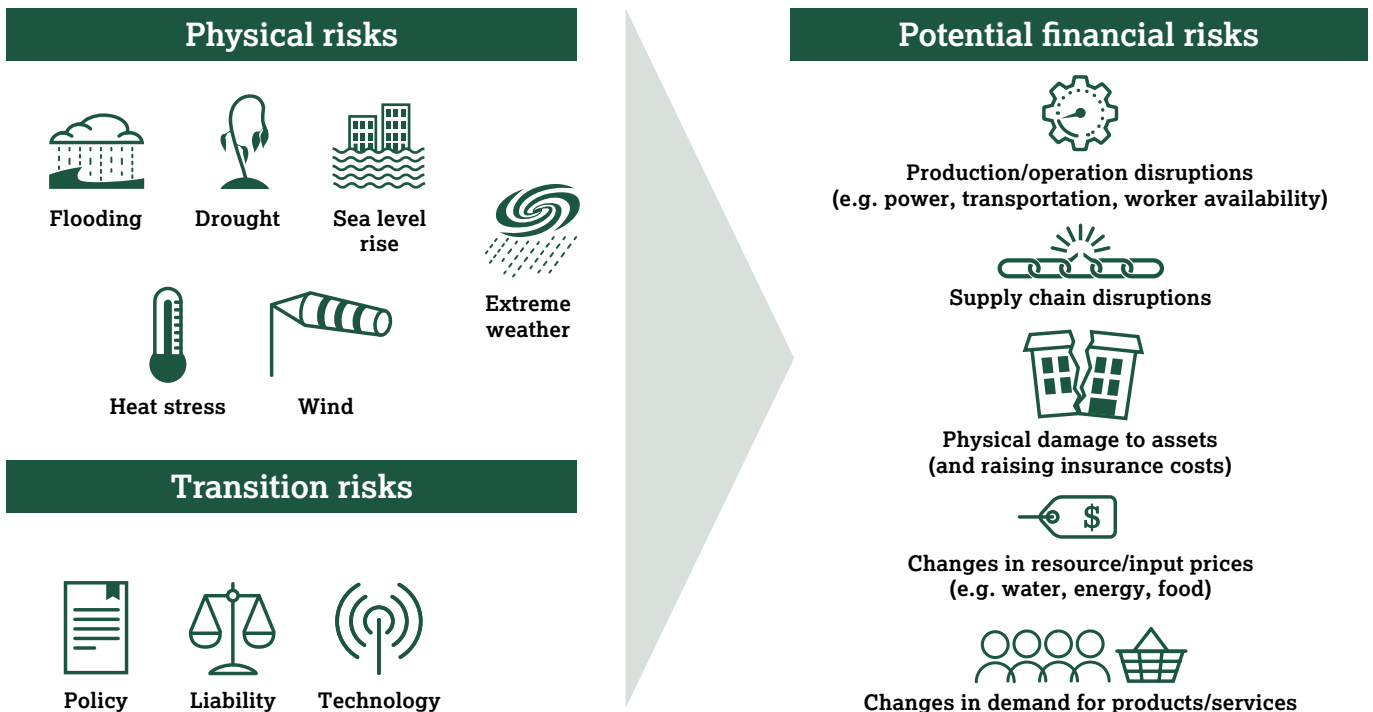 Physical risks
Flooding
Drought
Sea level
rise
Extreme
weather
Heat stress
Wind
Transition risks
Policy
Liability
Technology
Potential financial risks
Production/operation disruptions
(e.g. power, transportation, worker availability)
Supply chain disruptions
Physical damage to assets
(and raising insurance costs)
$
Changes in resource/input prices
(e.g. water, energy, food)
Changes in demand for products/services